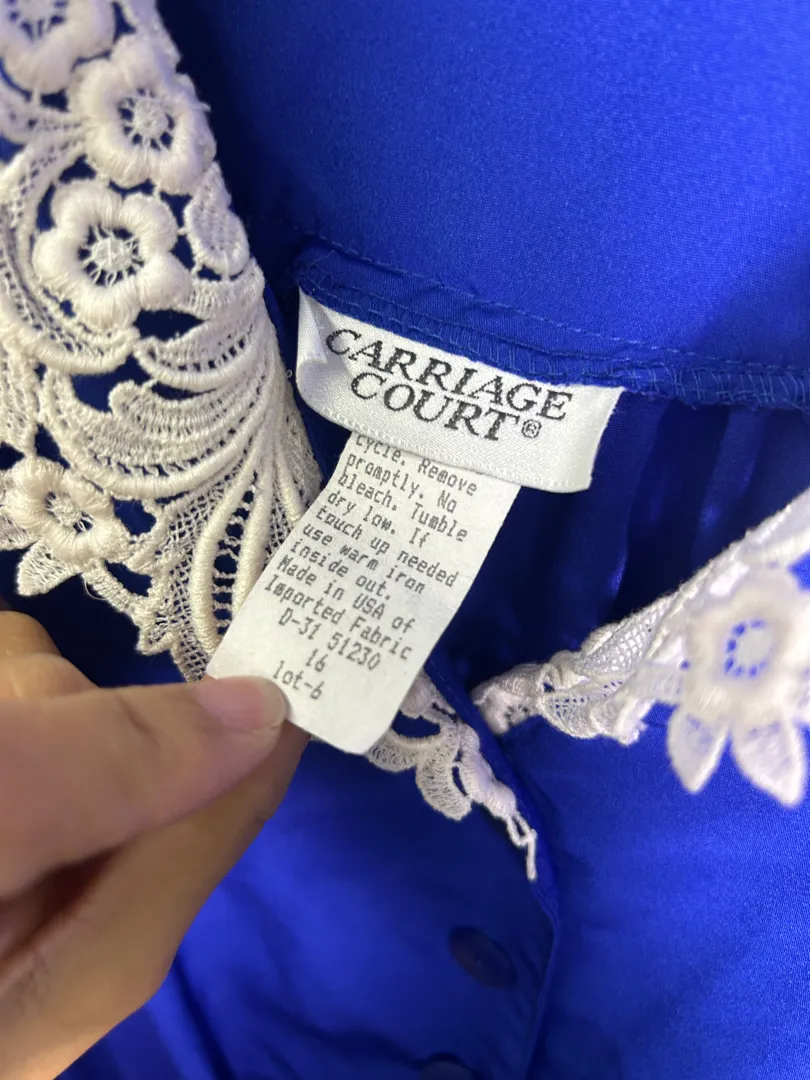 CARRIAGE
COURT®
cycle. Remove
promptly. No
bleach. Tumble
dry low. If
touch up needed
use warm iron
inside out.
Made in USA of
Imported Fabric
D-31 51230
16
lot-6